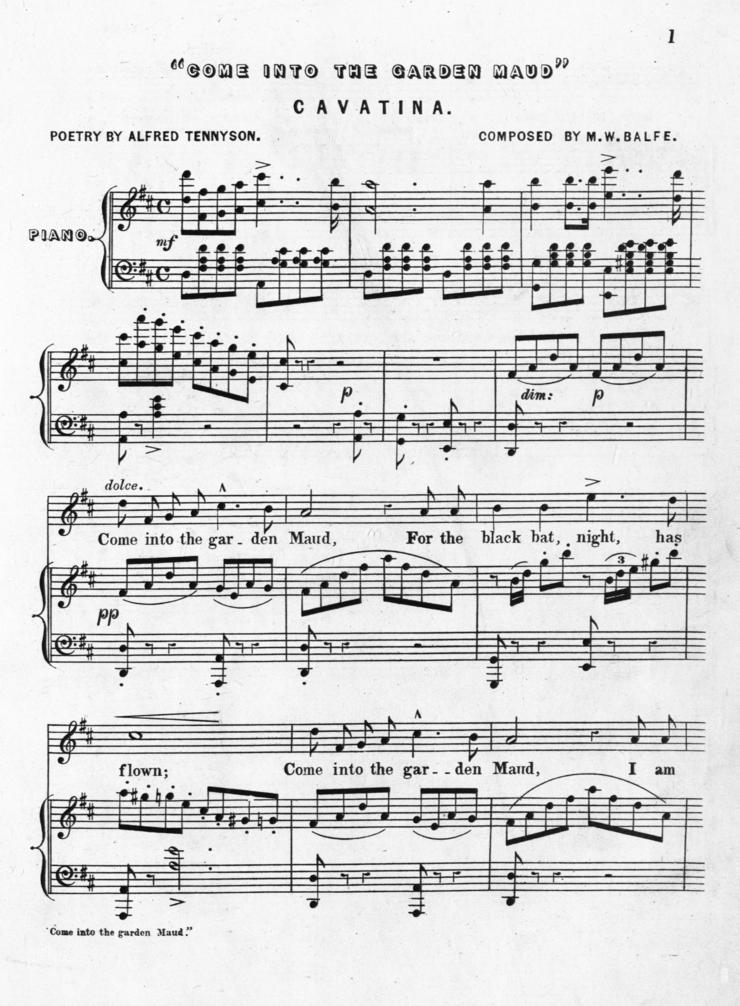 1
"COME INTO THE GARDEN MAUD"
CAVATINA.
POETRY BY ALFRED TENNYSON. COMPOSED BY M.W.BALFE.
PIANO.
mf
p dim: p
dolce.
Come into the gar - den Maud, For the black bat, night, has
3
pp
flown; Come into the gar - - den Maud, I am
"Come into the garden Maud."